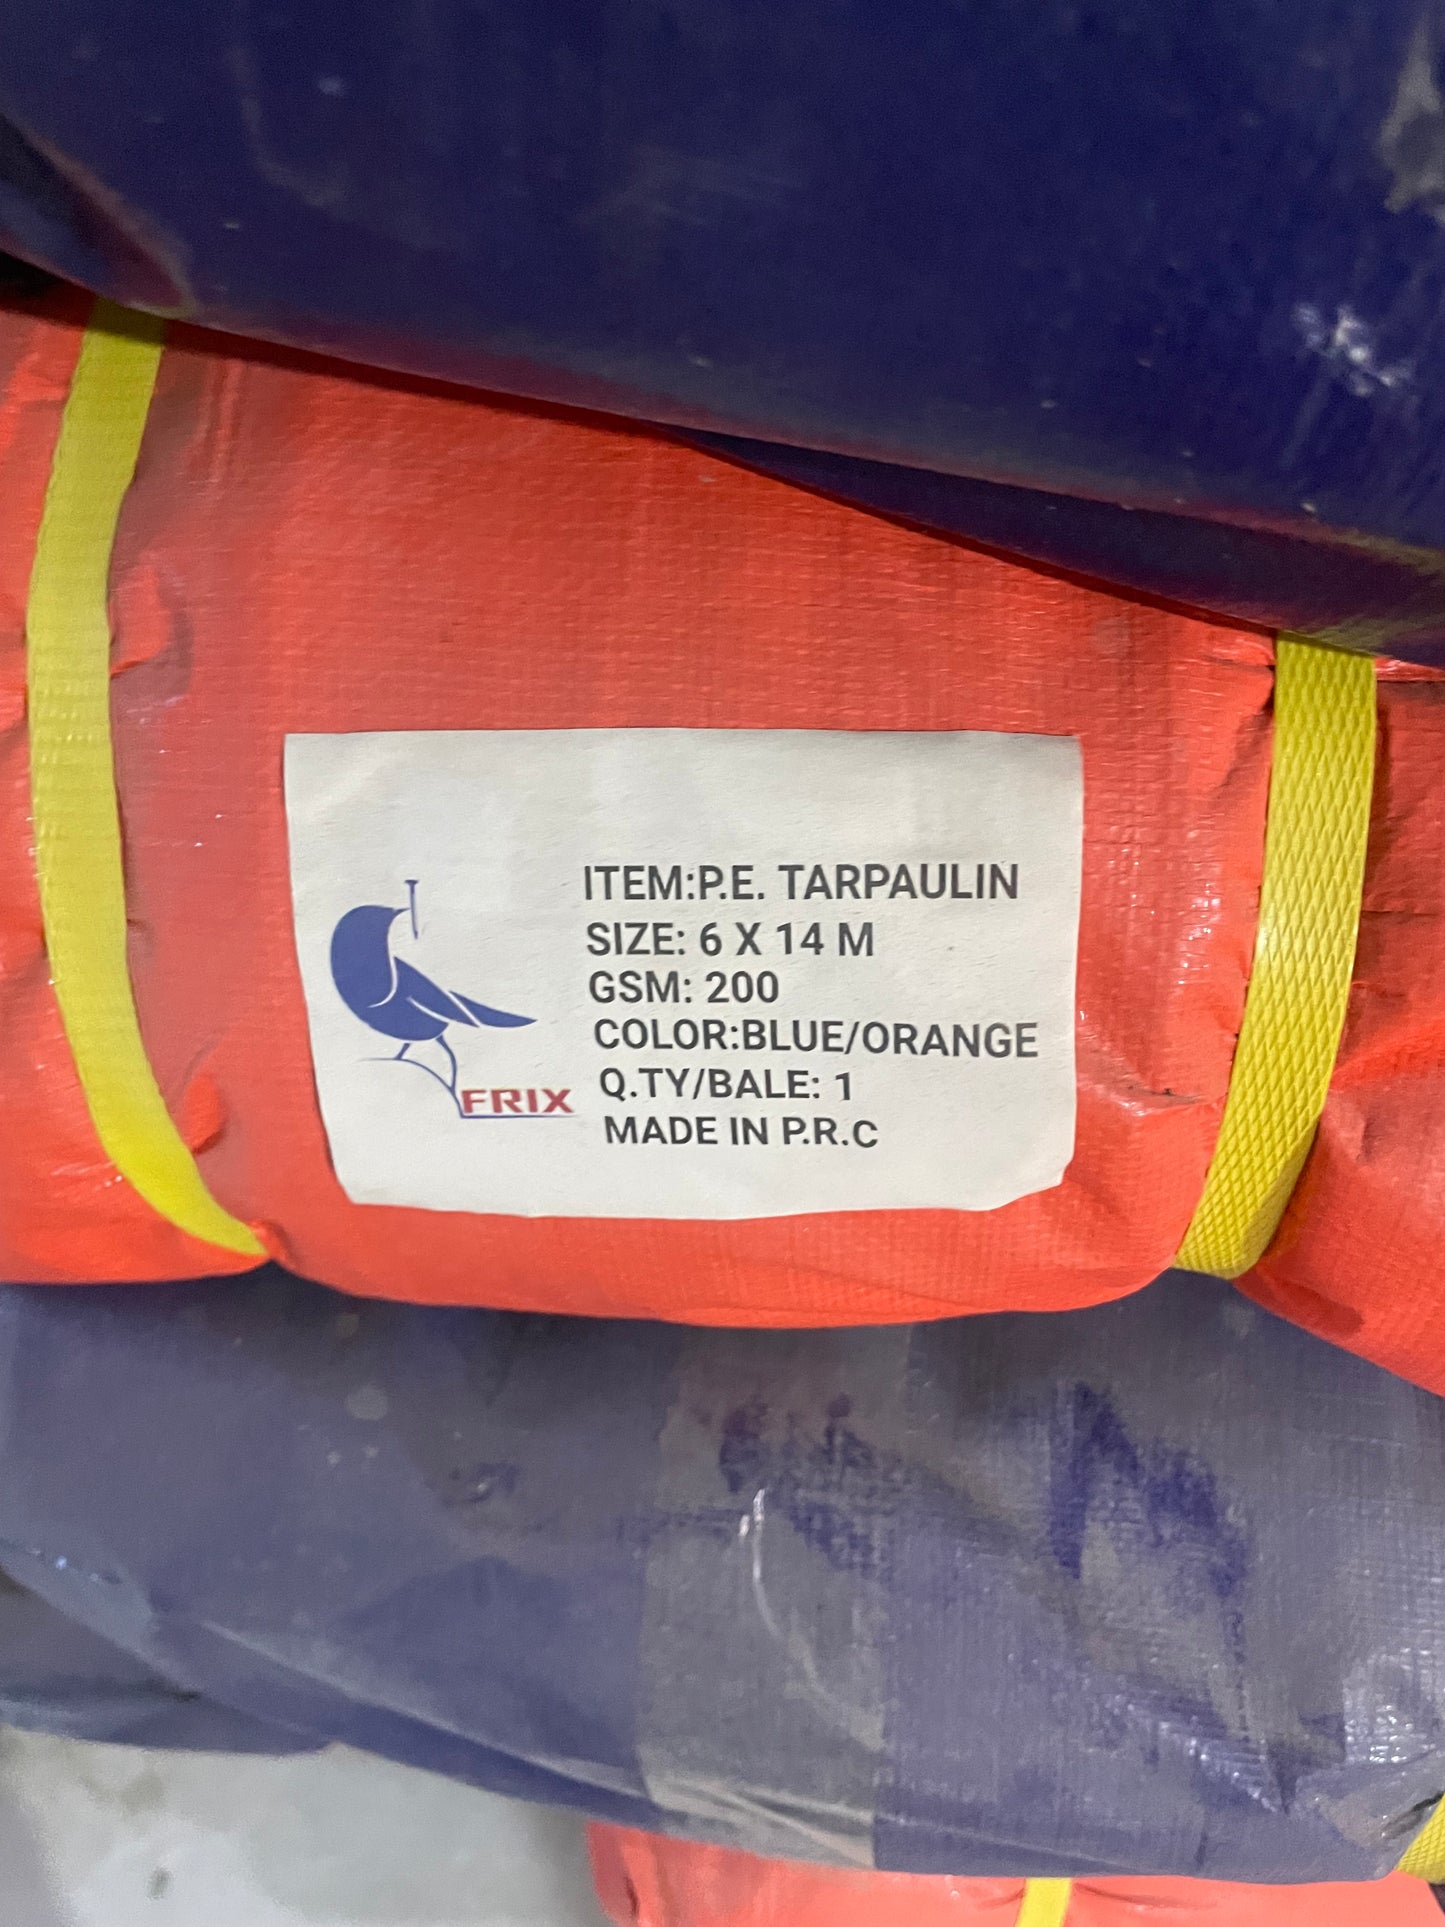 ITEM:P.E. TARPAULIN
SIZE: 6 X 14 M
GSM: 200
COLOR:BLUE/ORANGE
Q.TY/BALE: 1
MADE IN P.R.C
FRIX